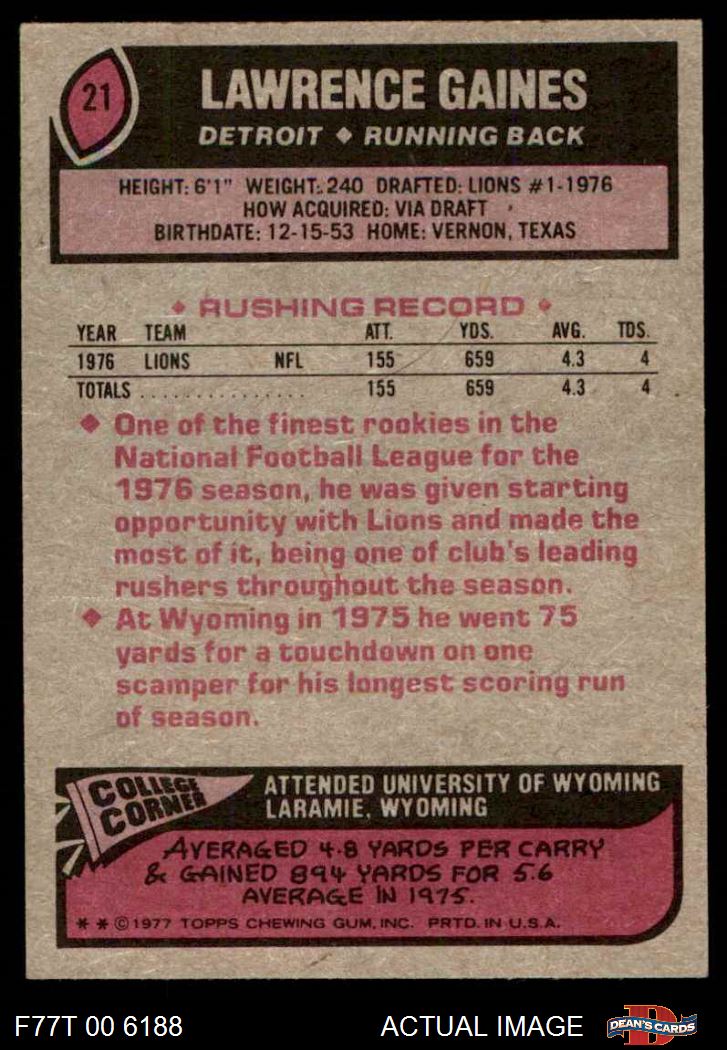 21
LAWRENCE GAINES
DETROIT ◆ RUNNING BACK
HEIGHT: 6'1" WEIGHT: 240 DRAFTED: LIONS #1-1976
HOW ACQUIRED: VIA DRAFT
BIRTHDATE: 12-15-53 HOME: VERNON, TEXAS
◆ RUSHING RECORD ◆
YEAR TEAM ATT. YDS. AVG. TDS.
1976 LIONS NFL 155 659 4.3 4
TOTALS . . . . . . . . . . . . . . . 155 659 4.3 4
◆ One of the finest rookies in the
National Football League for the
1976 season, he was given starting
opportunity with Lions and made the
most of it, being one of club's leading
rushers throughout the season.
◆ At Wyoming in 1975 he went 75
yards for a touchdown on one
scamper for his longest scoring run
of season.
COLLEGE
CORNER
ATTENDED UNIVERSITY OF WYOMING
LARAMIE, WYOMING
AVERAGED 4.8 YARDS PER CARRY
& GAINED 894 YARDS FOR 5.6
AVERAGE IN 1975.
* * © 1977 TOPPS CHEWING GUM, INC. PRTD. IN U.S.A.
F77T 00 6188
ACTUAL IMAGE
D
DEAN'S CARDS